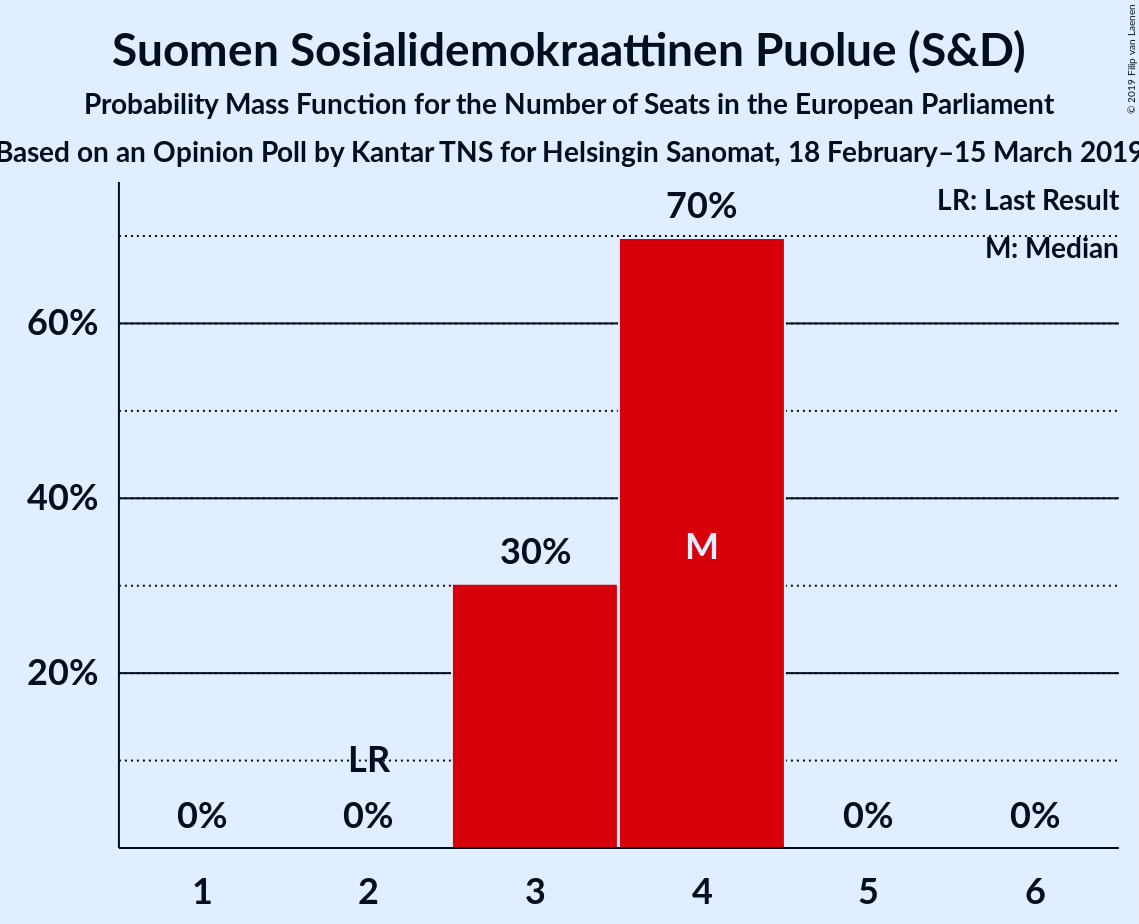 Suomen Sosialidemokraattinen Puolue (S&D)
Probability Mass Function for the Number of Seats in the European Parliament
Based on an Opinion Poll by Kantar TNS for Helsingin Sanomat, 18 February–15 March 2019
© 2019 Filip van Laenen
LR: Last Result
M: Median
70%
60%
40%
30%
M
20%
LR
0%
0%
0%
0%
1
2
3
4
5
6